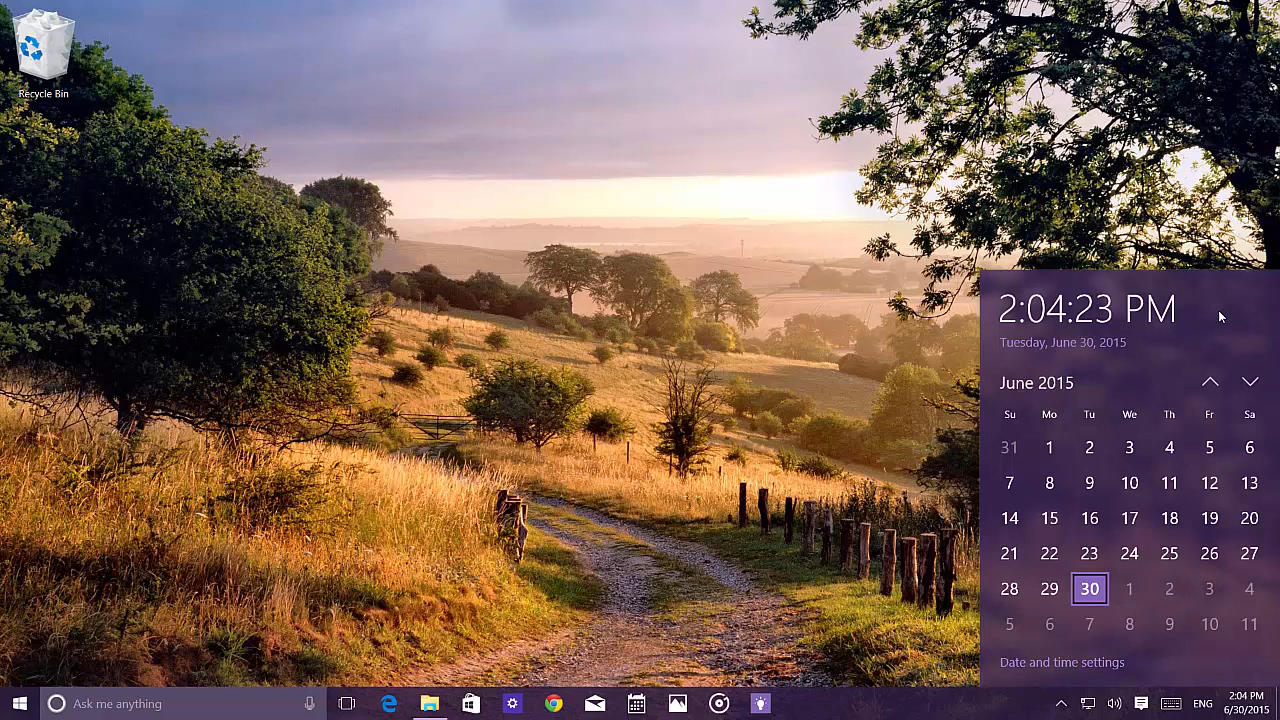 Recycle Bin
2:04:23 PM
Tuesday, June 30, 2015
June 2015
Su Mo Tu We Th Fr Sa
31 1 2 3 4 5 6
7 8 9 10 11 12 13
14 15 16 17 18 19 20
21 22 23 24 25 26 27
28 29 30 1 2 3 4
5 6 7 8 9 10 11
Date and time settings
Ask me anything
ENG
2:04 PM
6/30/2015